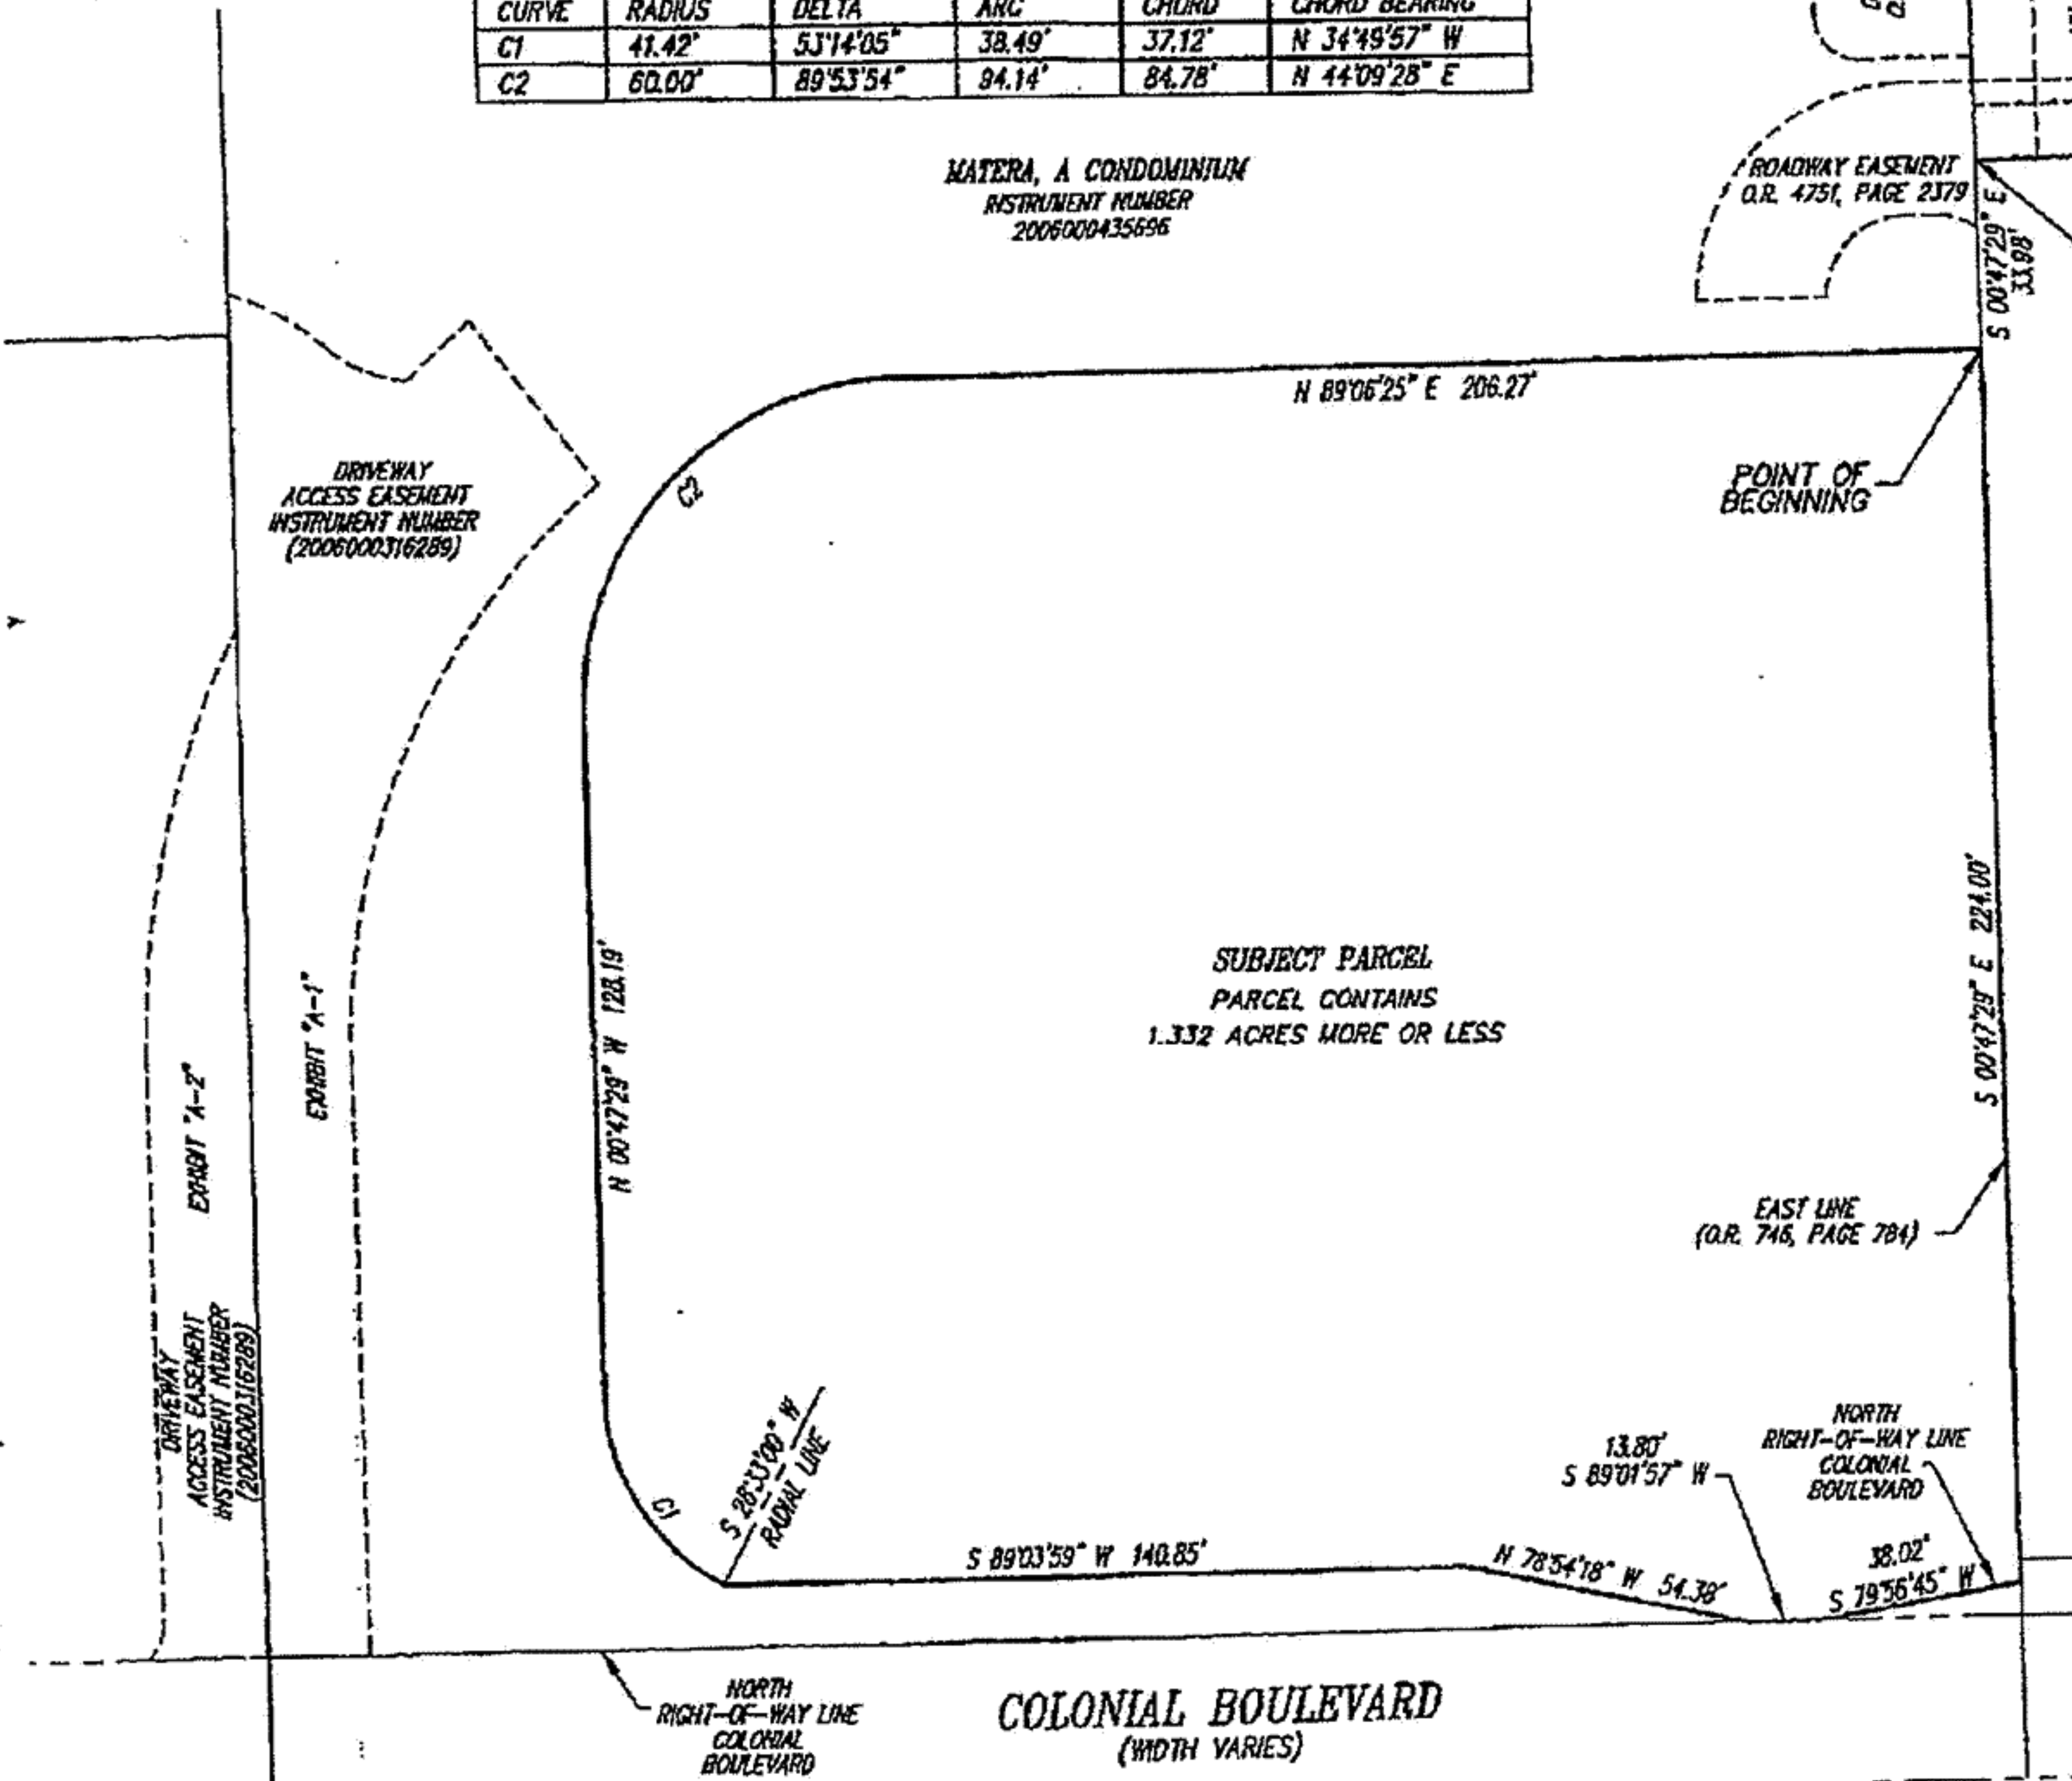 CURVE RADIUS DELTA ARC CHORD CHORD BEARING
C1 41.42' 53°14'05" 38.49' 37.12' N 34°49'57" W
C2 60.00' 89°53'54" 94.14' 84.78' N 44°09'28" E
MATERA, A CONDOMINIUM
INSTRUMENT NUMBER
2006000435696
ROADWAY EASEMENT
O.R. 4751, PAGE 2379
S 00°47'29" E
33.98'
N 89°06'25" E 206.27'
POINT OF
BEGINNING
DRIVEWAY
ACCESS EASEMENT
INSTRUMENT NUMBER
(2006000316289)
C2
N 00°47'29" W 128.19'
SUBJECT PARCEL
PARCEL CONTAINS
1.332 ACRES MORE OR LESS
S 00°47'29" E 224.00'
EXHIBIT "A-1"
EXHIBIT "A-2"
EAST LINE
(O.R. 746, PAGE 784)
DRIVEWAY
ACCESS EASEMENT
INSTRUMENT NUMBER
(2006000316289)
C1
S 28°33'00" W
RADIAL LINE
S 89°03'59" W 140.85'
N 78°54'18" W 54.38'
13.80'
S 89°01'57" W
NORTH
RIGHT-OF-WAY LINE
COLONIAL
BOULEVARD
38.02'
S 79°56'45" W
NORTH
RIGHT-OF-WAY LINE
COLONIAL
BOULEVARD
COLONIAL BOULEVARD
(WIDTH VARIES)